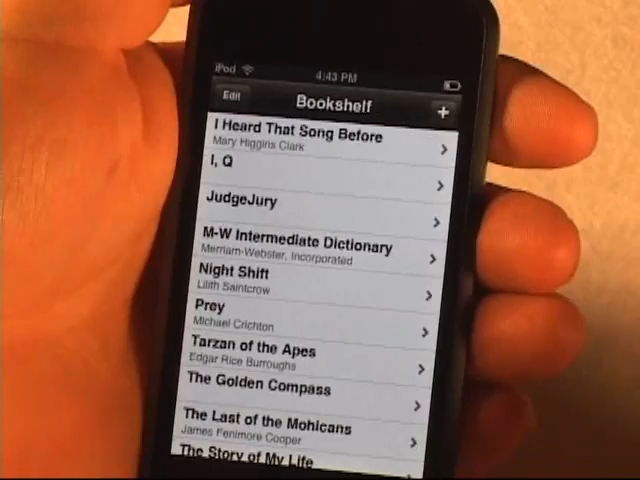 iPod 4:43 PM
Edit Bookshelf +
I Heard That Song Before
Mary Higgins Clark
I, Q
JudgeJury
M-W Intermediate Dictionary
Merriam-Webster, Incorporated
Night Shift
Lilith Saintcrow
Prey
Michael Crichton
Tarzan of the Apes
Edgar Rice Burroughs
The Golden Compass
The Last of the Mohicans
James Fenimore Cooper
The Story of My Life